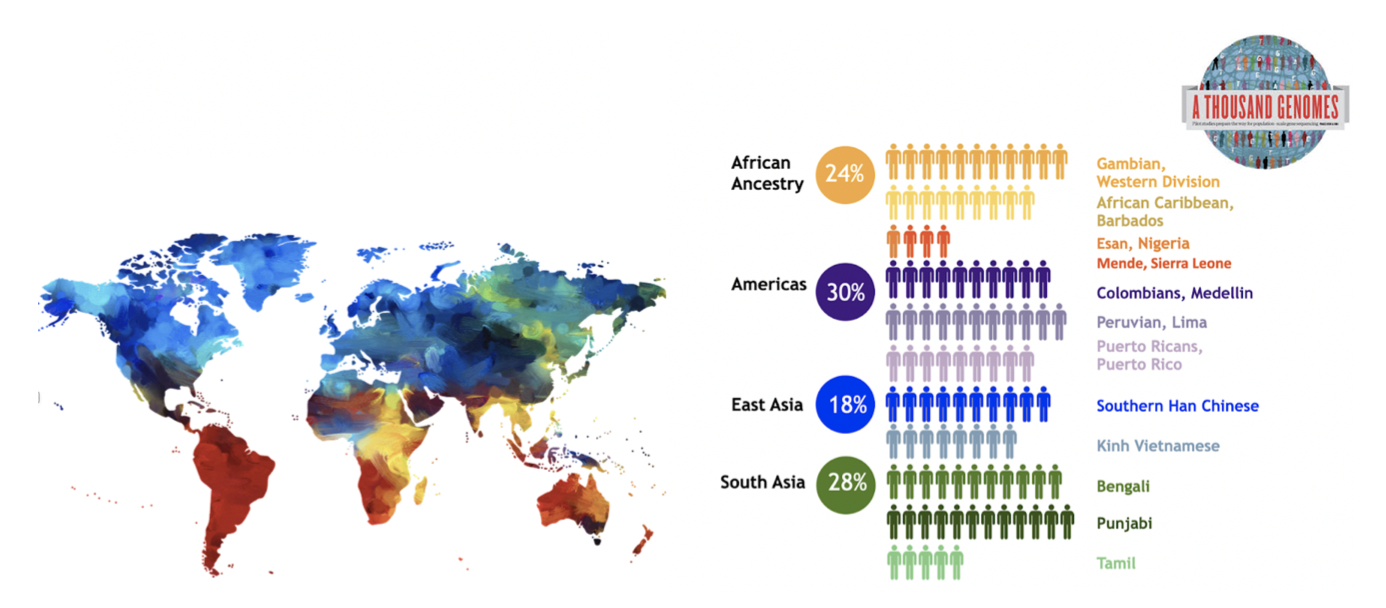 A THOUSAND GENOMES
African
Ancestry
24%
Gambian,
Western Division
African Caribbean,
Barbados
Esan, Nigeria
Mende, Sierra Leone
Americas
30%
Colombians, Medellin
Peruvian, Lima
Puerto Ricans,
Puerto Rico
East Asia
18%
Southern Han Chinese
Kinh Vietnamese
South Asia
28%
Bengali
Punjabi
Tamil